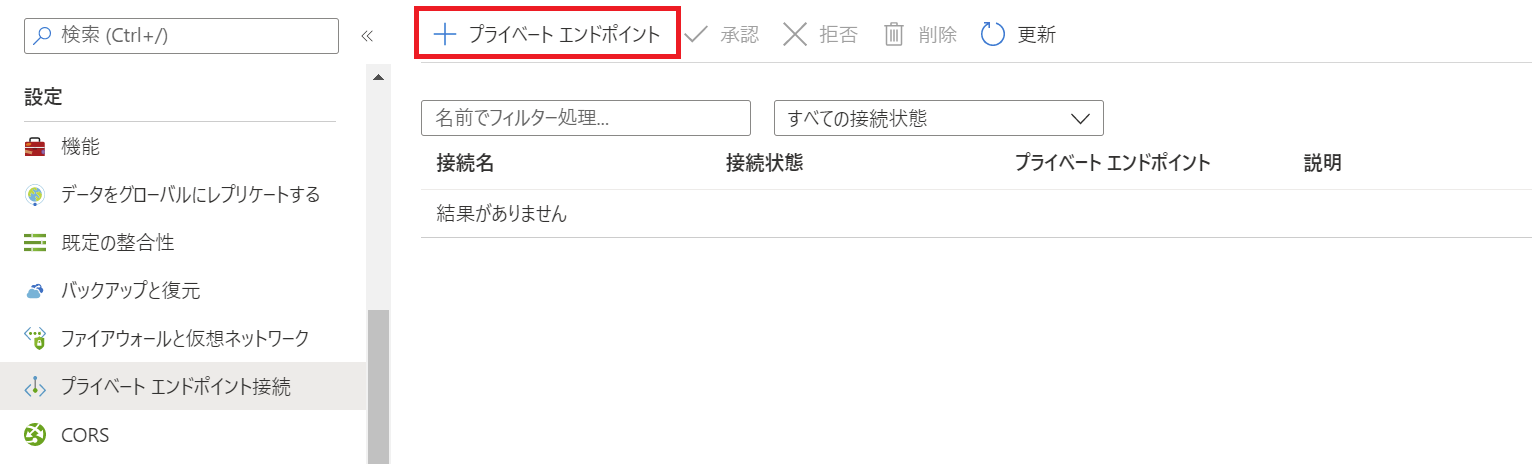 検索 (Ctrl+/)
«
設定
機能
データをグローバルにレプリケートする
既定の整合性
バックアップと復元
ファイアウォールと仮想ネットワーク
プライベート エンドポイント接続
CORS
プライベート エンドポイント 承認 拒否 削除 更新
名前でフィルター処理... すべての接続状態
接続名 接続状態 プライベート エンドポイント 説明
結果がありません